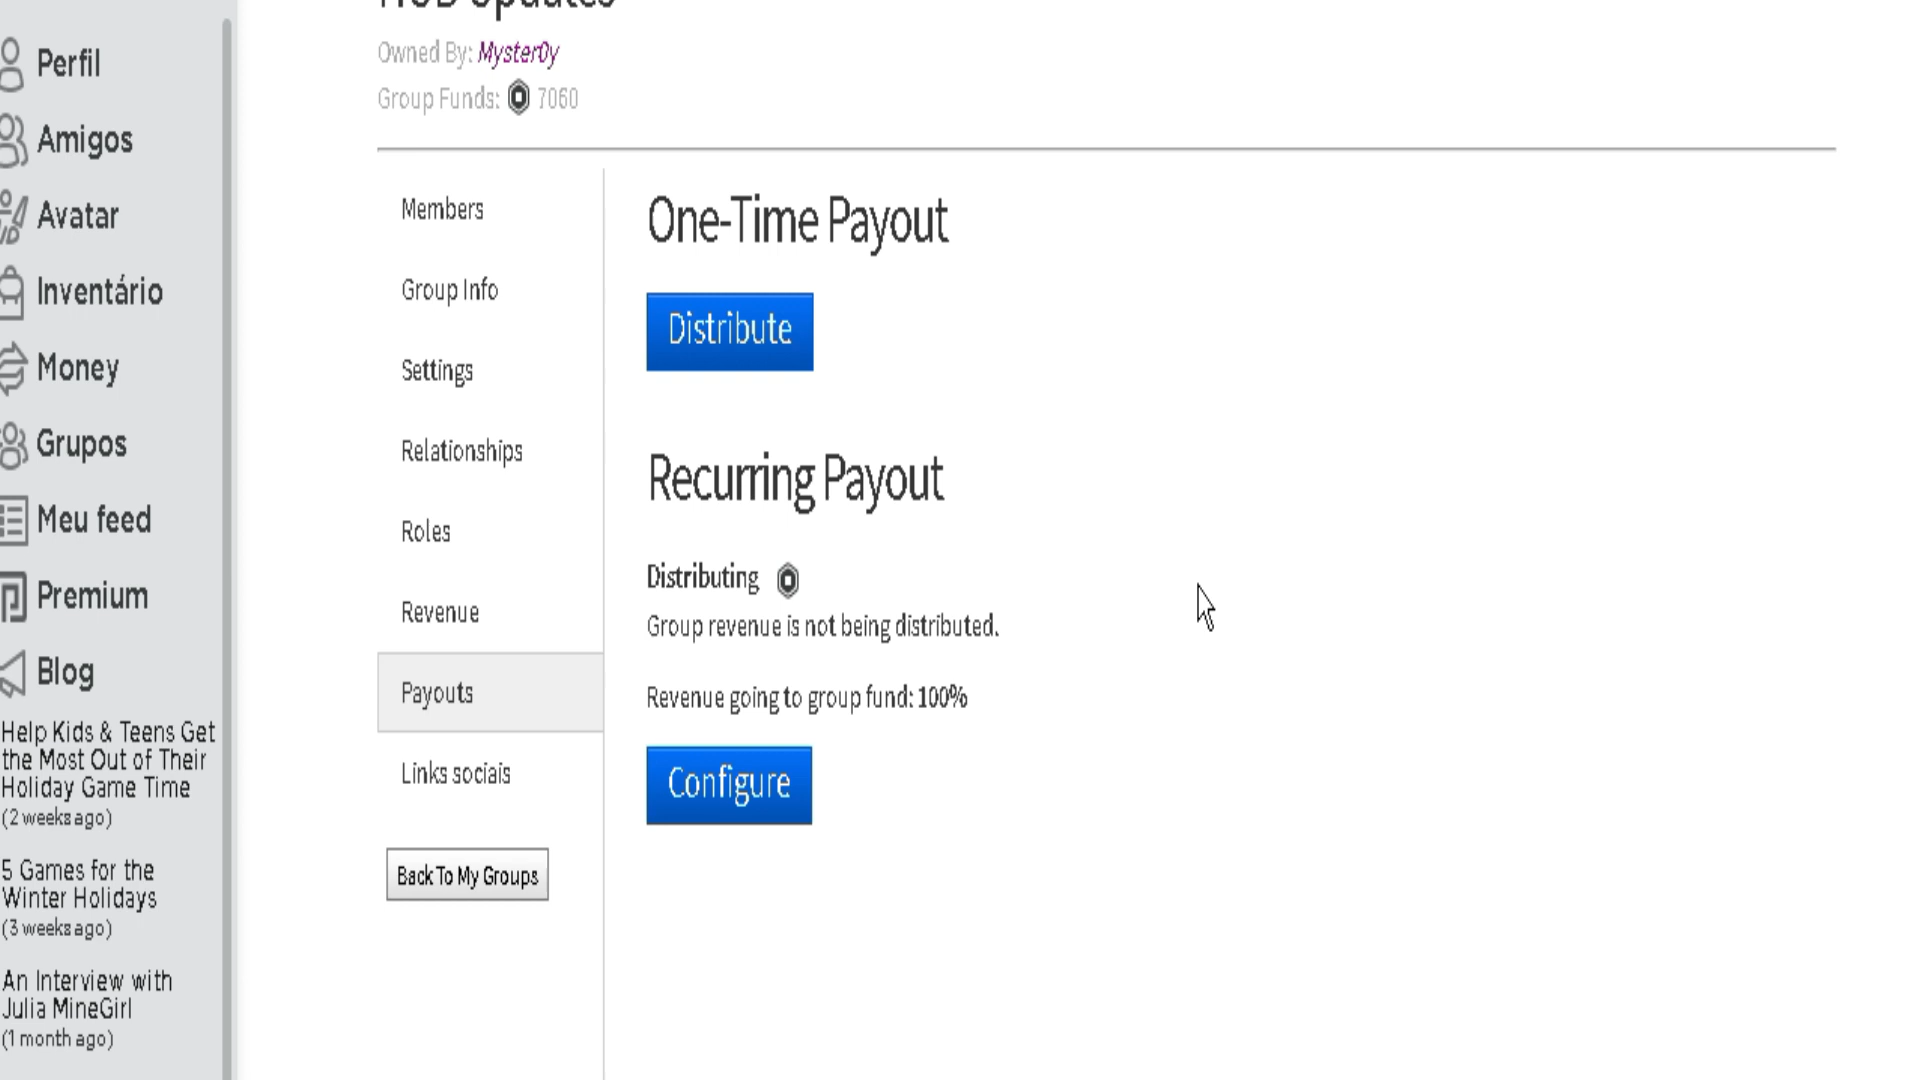 Updates
Owned By: Myster0y
Group Funds: 7060
Perfil
Amigos
Avatar
Inventário
Money
Grupos
Meu feed
Premium
Blog
Help Kids & Teens Get
the Most Out of Their
Holiday Game Time
(2 weeks ago)
5 Games for the
Winter Holidays
(3 weeks ago)
An Interview with
Julia MineGirl
(1 month ago)
Members
Group Info
Settings
Relationships
Roles
Revenue
Payouts
Links sociais
Back To My Groups
One-Time Payout
Distribute
Recurring Payout
Distributing
Group revenue is not being distributed.
Revenue going to group fund: 100%
Configure